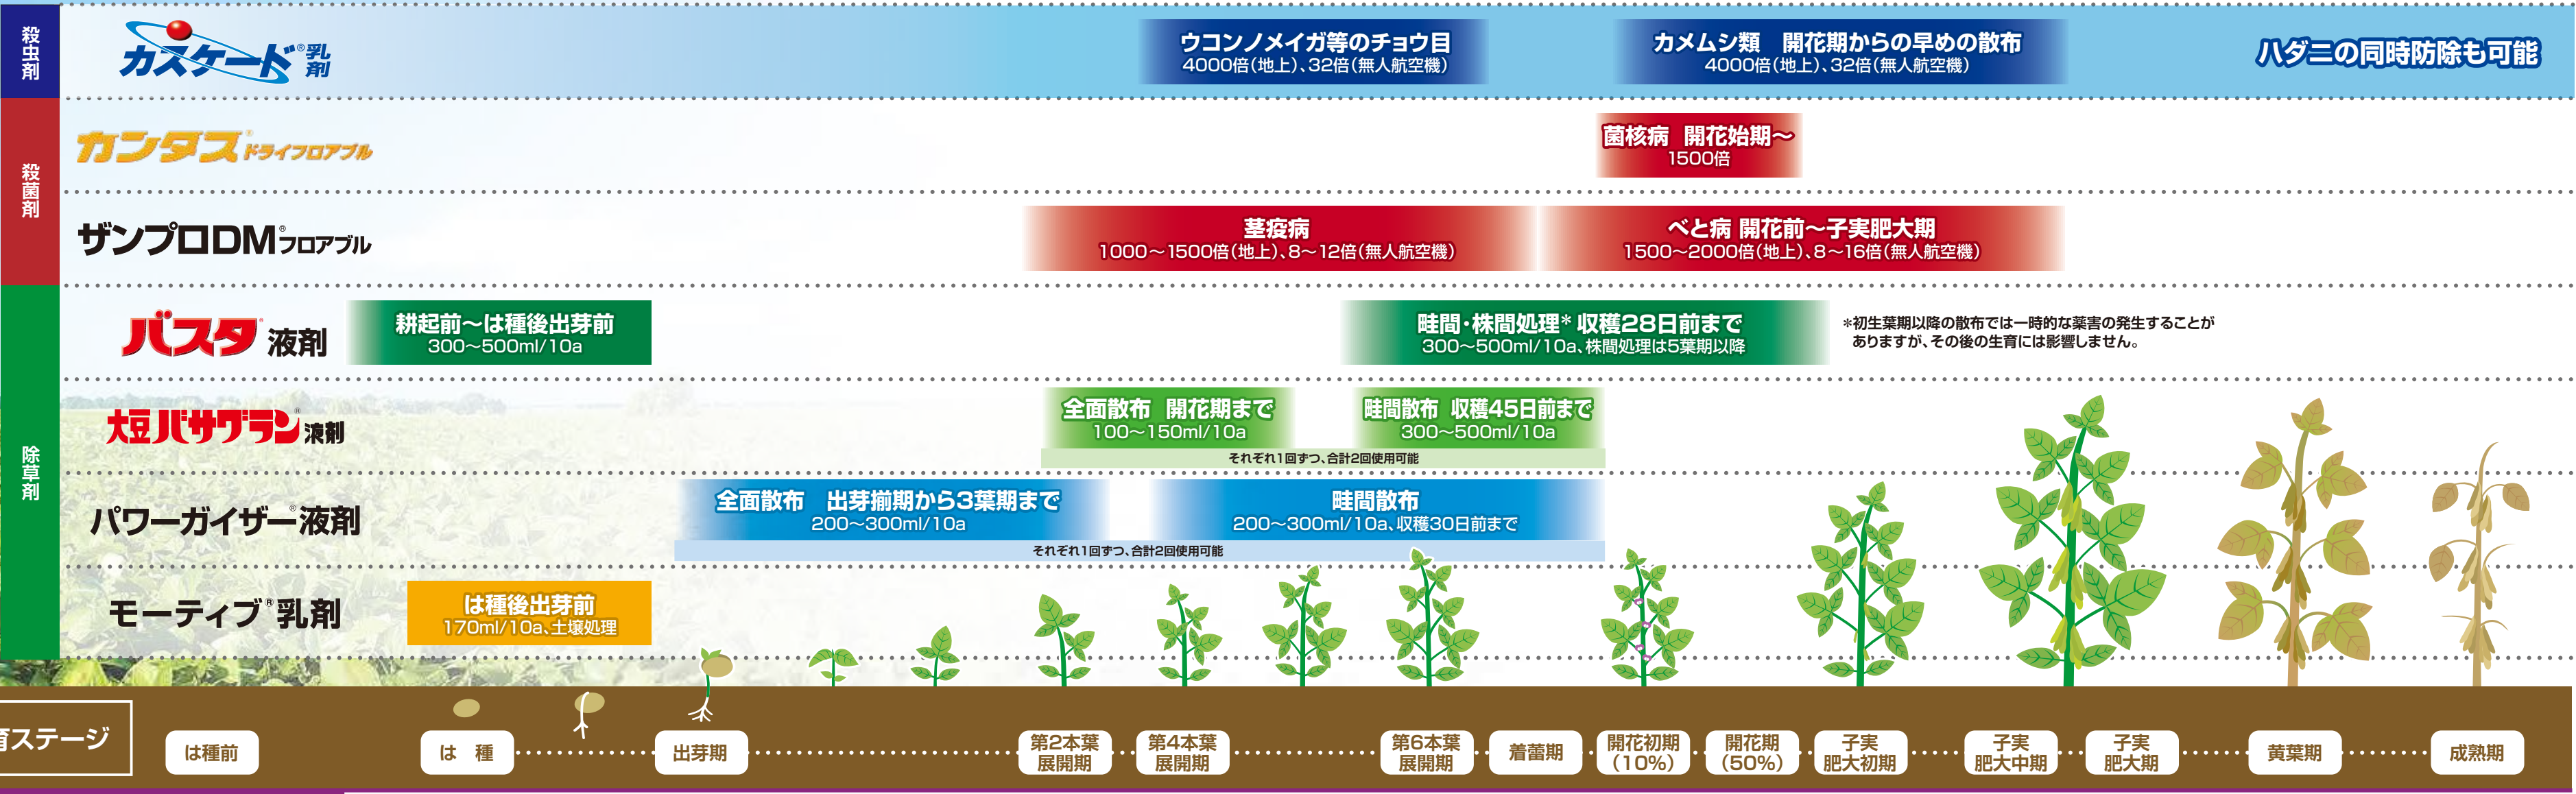 殺虫剤
カスケード®乳剤
ウコンノメイガ等のチョウ目
4000倍(地上)、32倍(無人航空機)
カメムシ類　開花期からの早めの散布
4000倍(地上)、32倍(無人航空機)
ハダニの同時防除も可能
殺菌剤
カンタス®ドライフロアブル
菌核病 開花始期〜
1500倍
ザンプロDM®フロアブル
茎疫病
1000〜1500倍(地上)、8〜12倍(無人航空機)
べと病 開花前〜子実肥大期
1500〜2000倍(地上)、8〜16倍(無人航空機)
除草剤
バスタ®液剤
耕起前〜は種後出芽前
300〜500ml/10a
畦間・株間処理* 収穫28日前まで
300〜500ml/10a、株間処理は5葉期以降
*初生葉期以降の散布では一時的な薬害の発生することが
ありますが、その後の生育には影響しません。
大豆バサグラン®液剤
全面散布 開花期まで
100〜150ml/10a
畦間散布 収穫45日前まで
300〜500ml/10a
それぞれ1回ずつ、合計2回使用可能
パワーガイザー®液剤
全面散布　出芽揃期から3葉期まで
200〜300ml/10a
畦間散布
200〜300ml/10a、収穫30日前まで
それぞれ1回ずつ、合計2回使用可能
モーティブ®乳剤
は種後出芽前
170ml/10a、土壌処理
育ステージ
は種前
は　種
出芽期
第2本葉
展開期
第4本葉
展開期
第6本葉
展開期
着蕾期
開花初期
(10%)
開花期
(50%)
子実
肥大初期
子実
肥大中期
子実
肥大期
黄葉期
成熟期